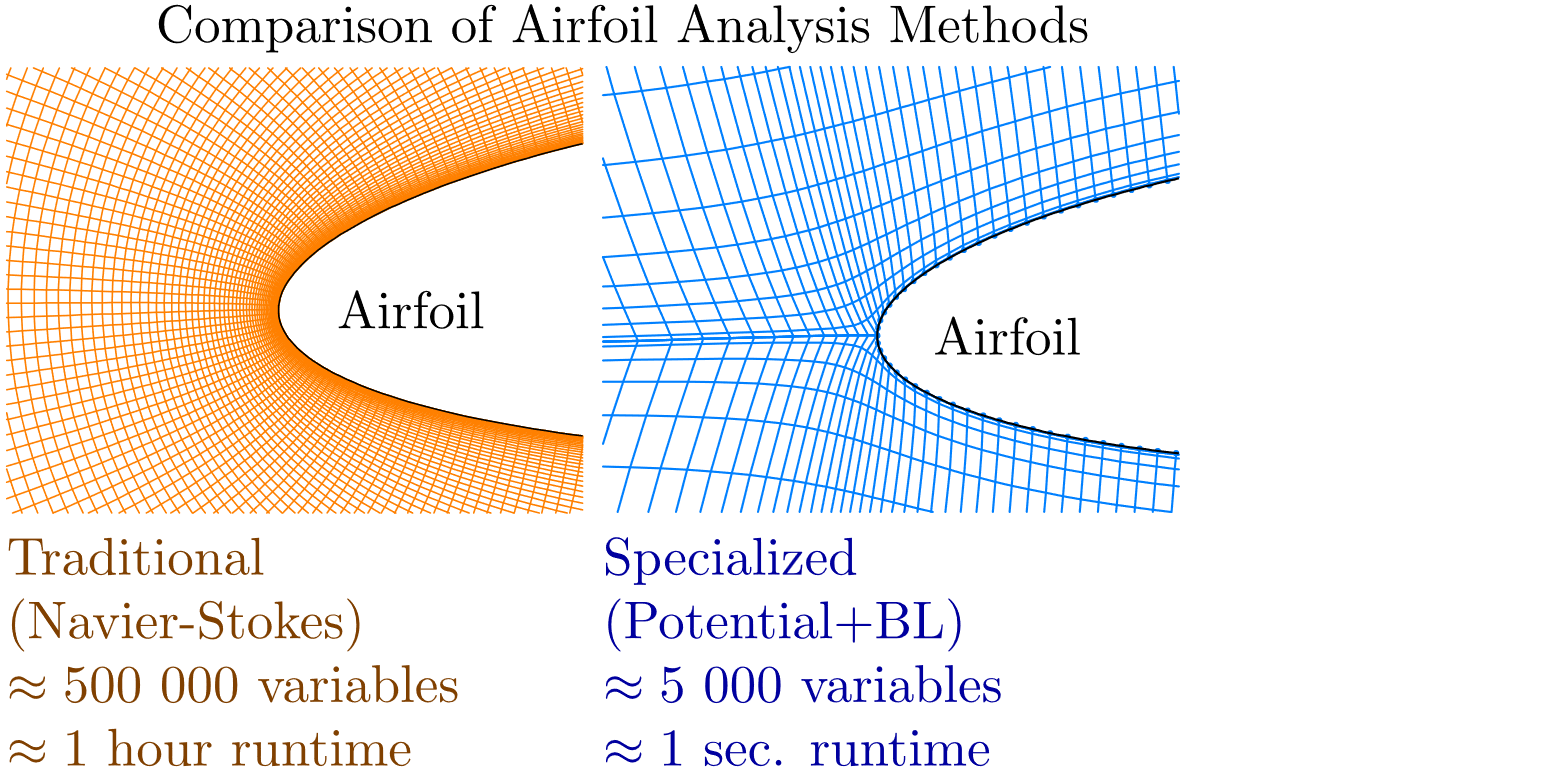 Comparison of Airfoil Analysis Methods
Airfoil
Airfoil
Traditional
(Navier-Stokes)
≈ 500 000 variables
≈ 1 hour runtime
Specialized
(Potential+BL)
≈ 5 000 variables
≈ 1 sec. runtime